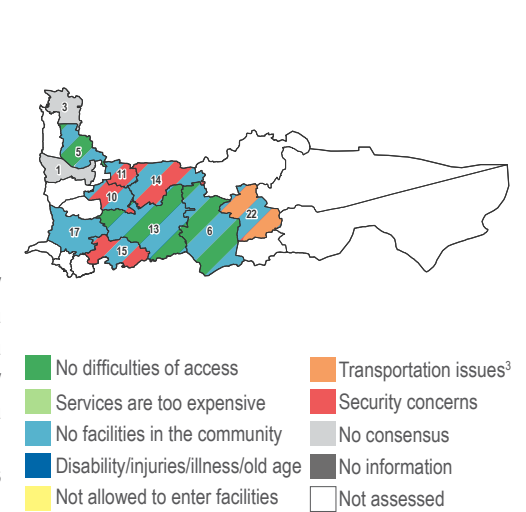 3
5
1
11
14
10
22
17
13
6
15
No difficulties of access
Services are too expensive
No facilities in the community
Disability/injuries/illness/old age
Not allowed to enter facilities
Transportation issues³
Security concerns
No consensus
No information
Not assessed